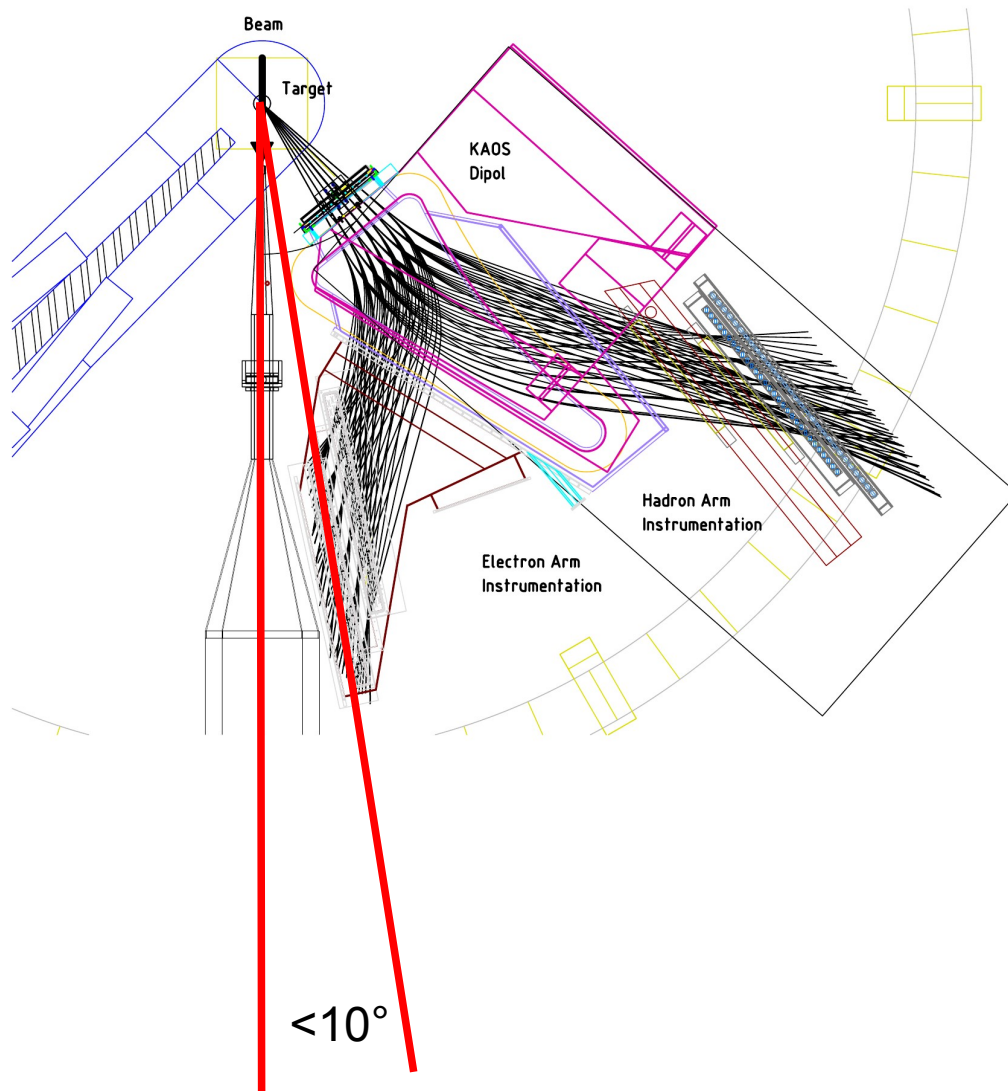 Beam
Target
KAOS
Dipol
Hadron Arm
Instrumentation
Electron Arm
Instrumentation
<10°